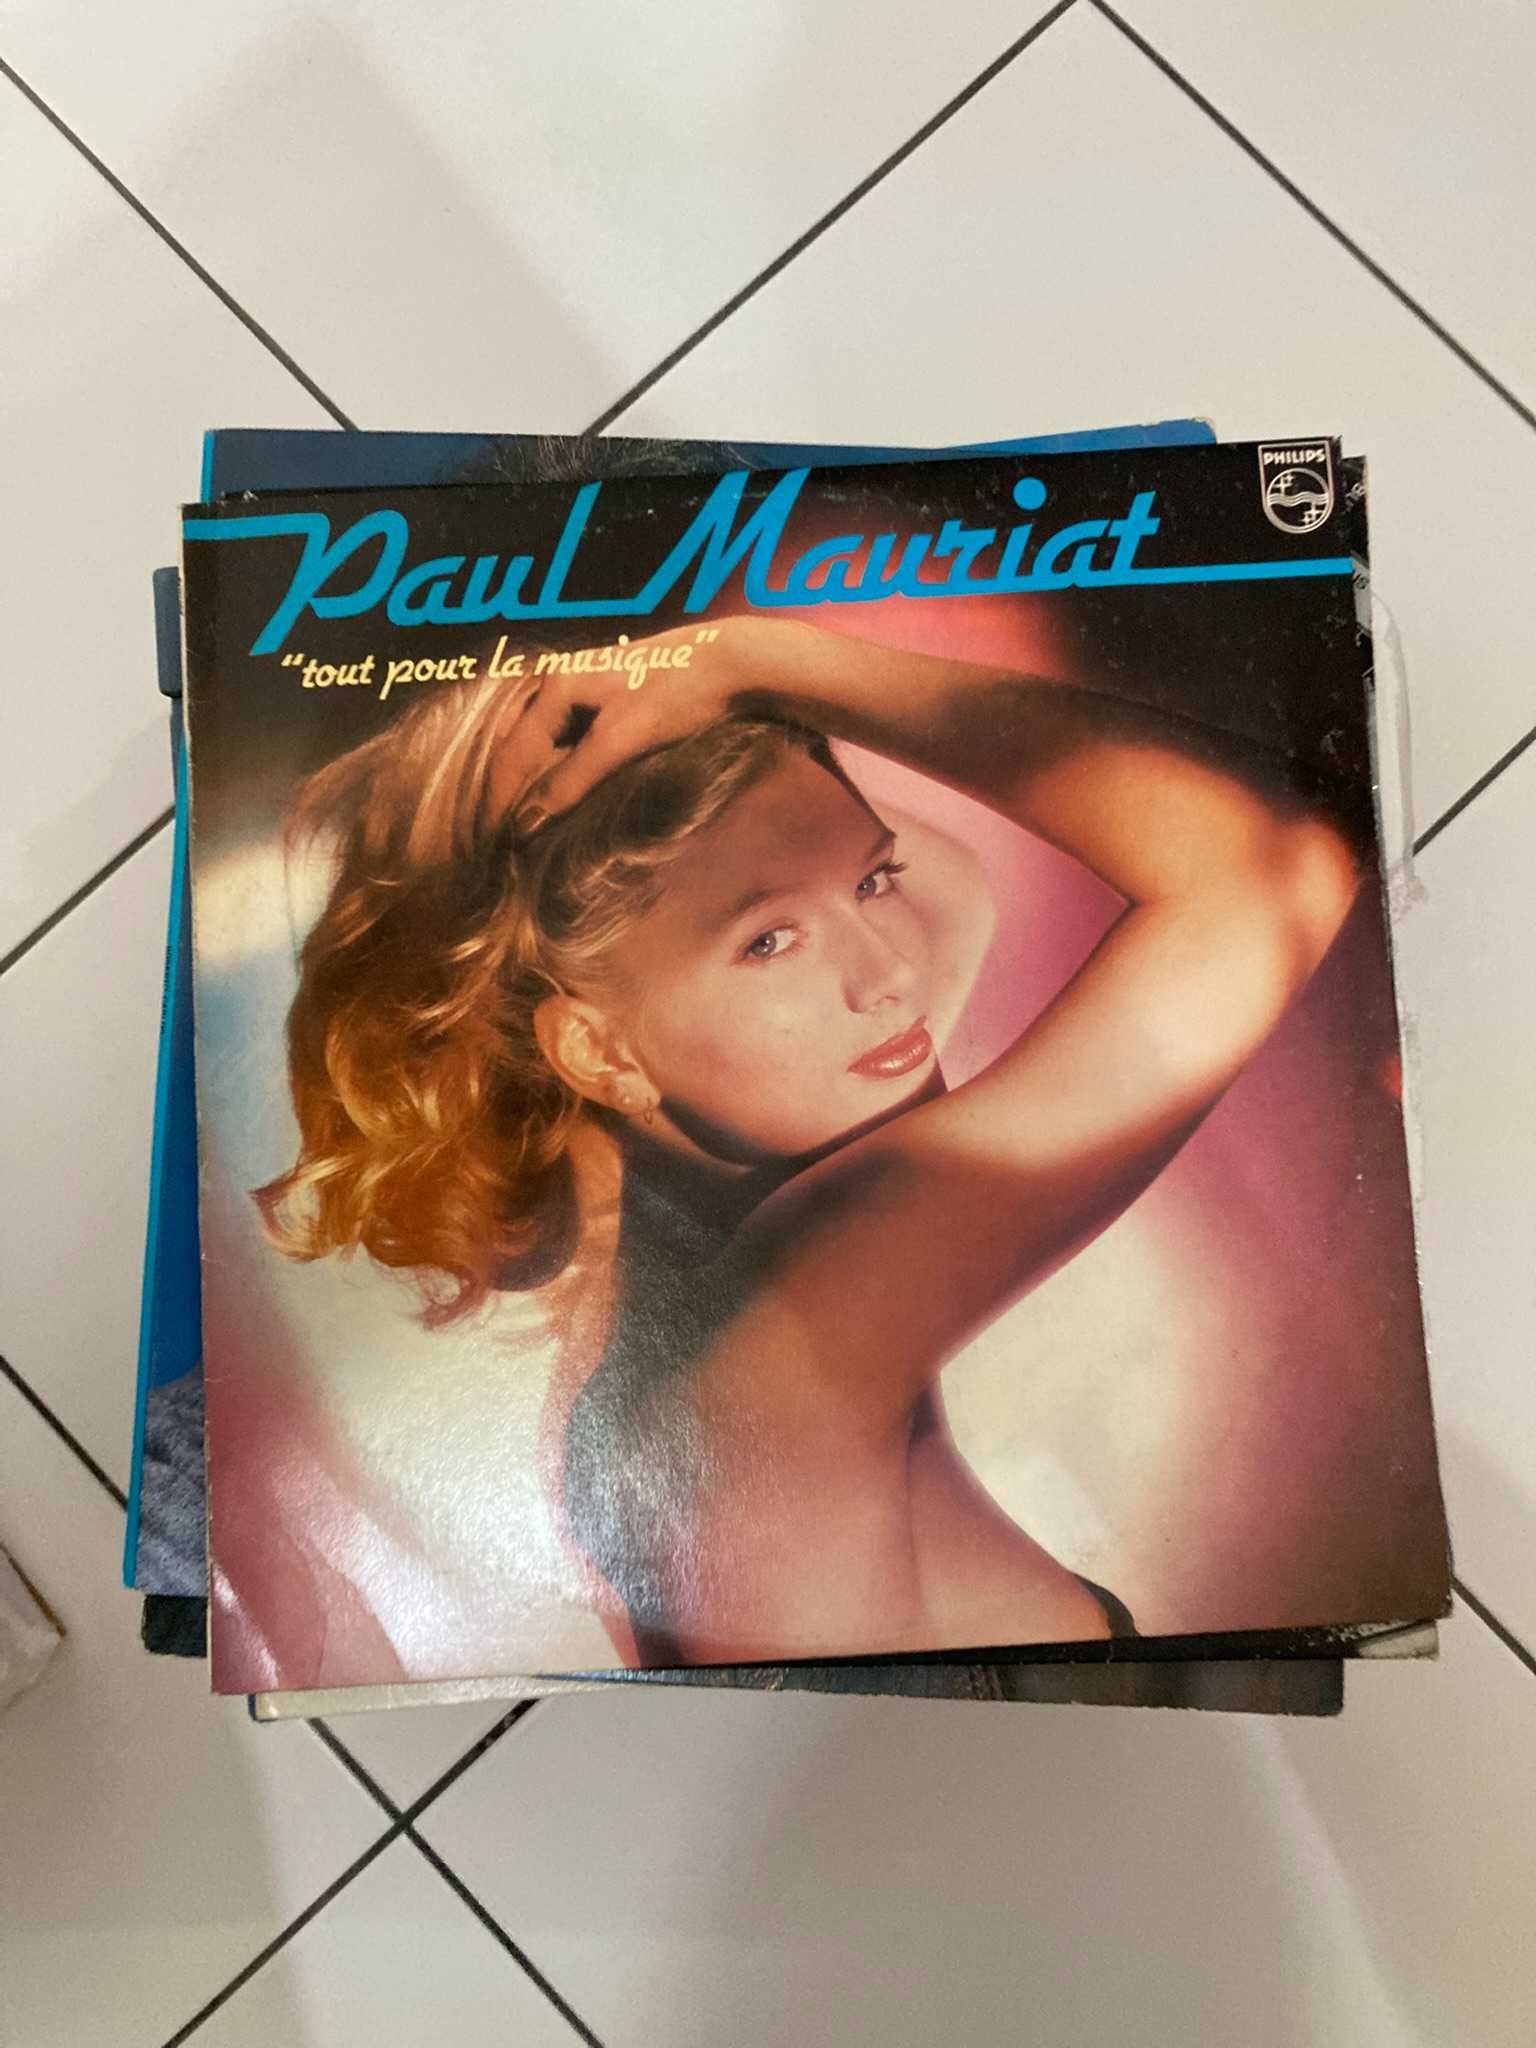 PHILIPS
Paul Mauriat
"tout pour la musique"